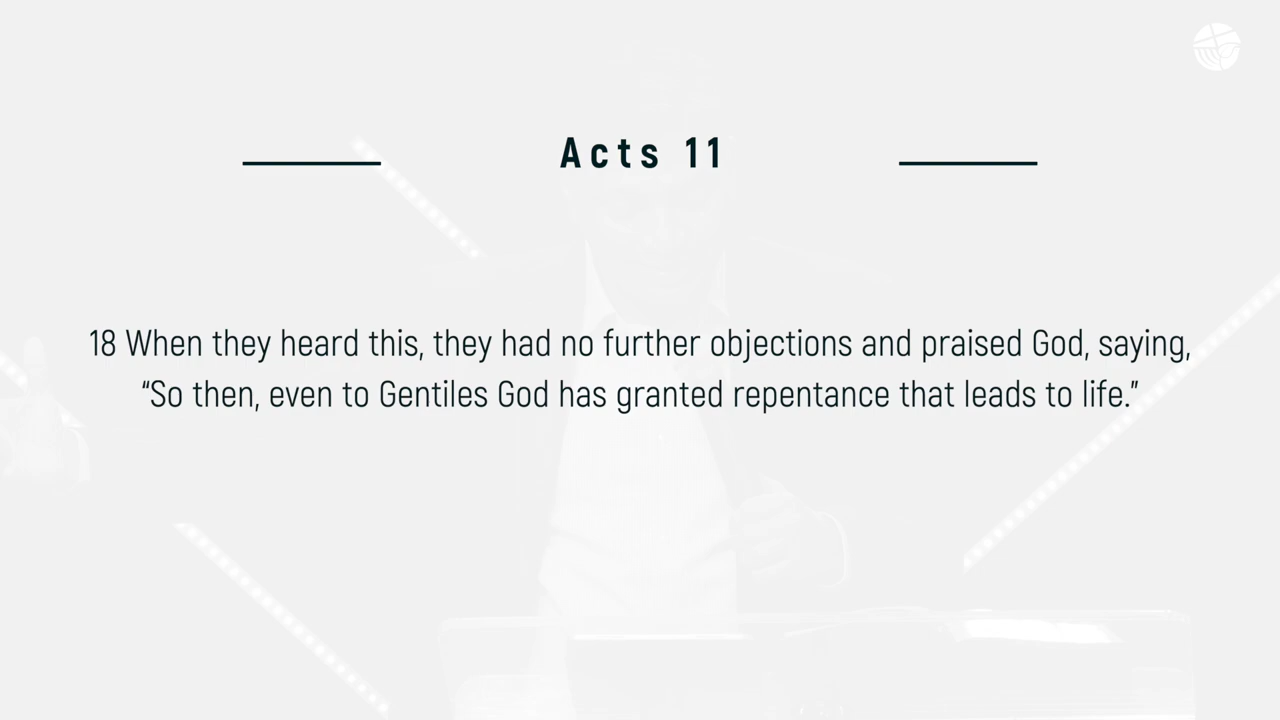 Acts 11
18 When they heard this, they had no further objections and praised God, saying,
“So then, even to Gentiles God has granted repentance that leads to life.”